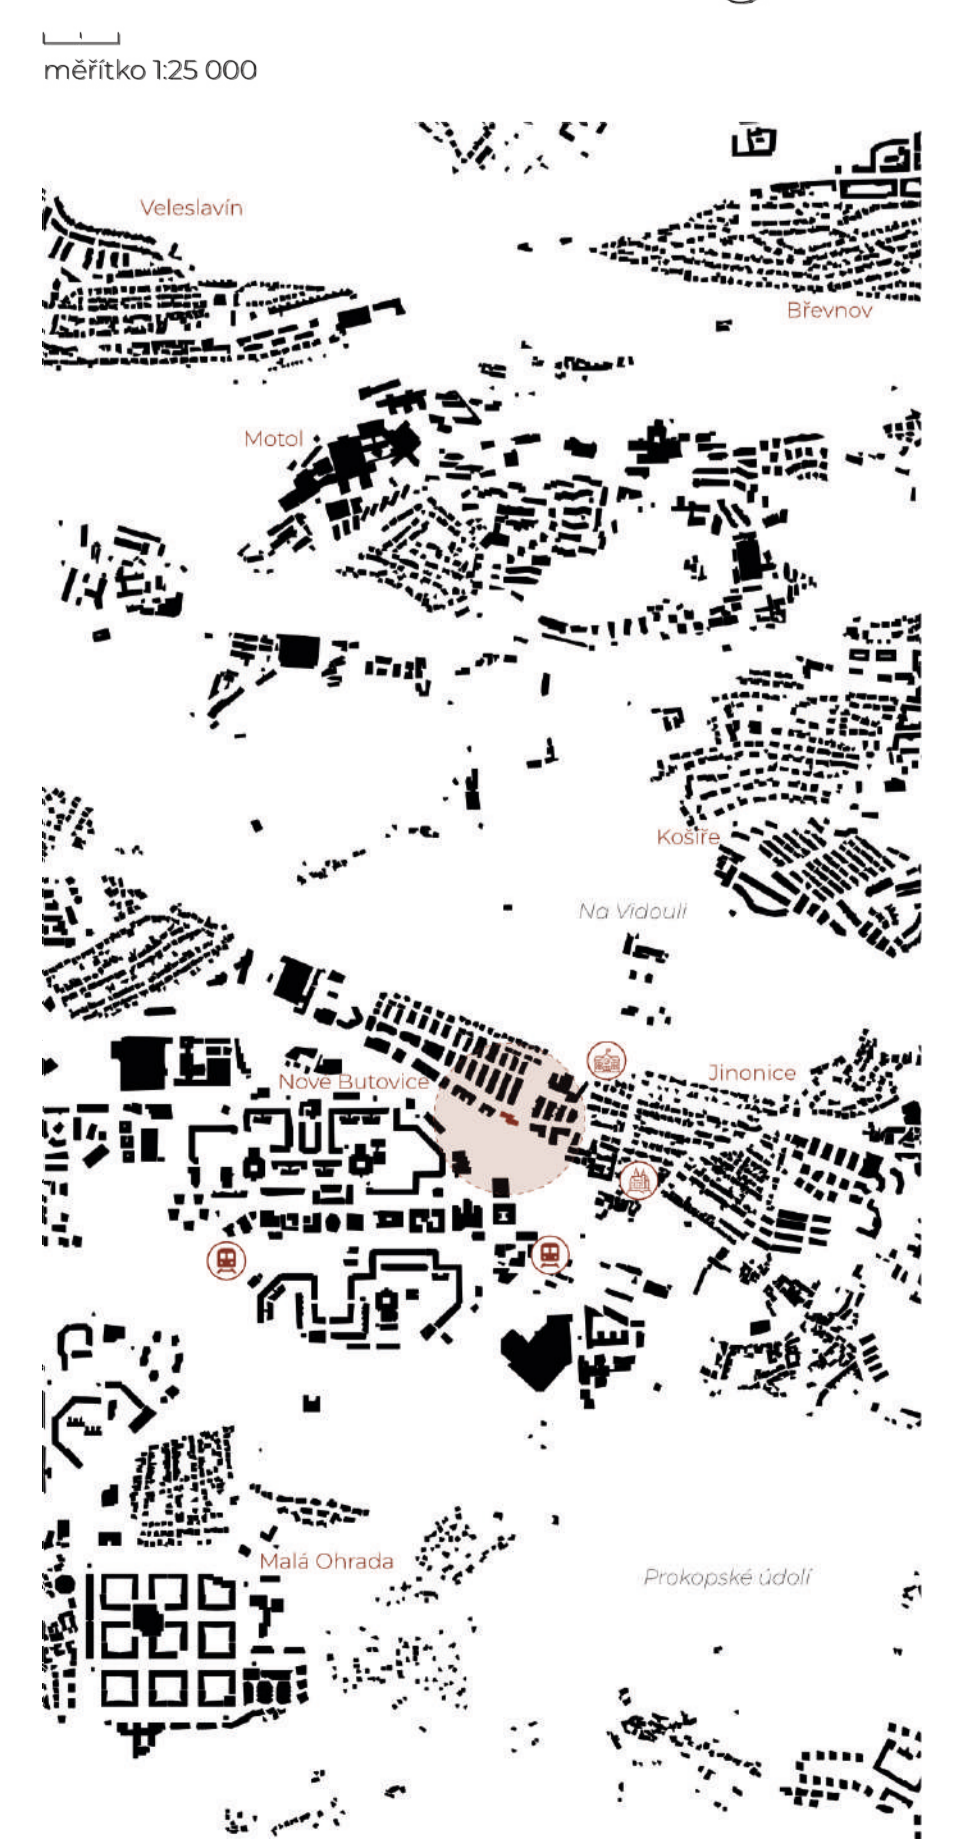 měřítko 1:25 000
Veleslavín
Břevnov
Motol
Košíře
Na Vidouli
Jinonice
Nové Butovice
Malá Ohrada
Prokopské údolí